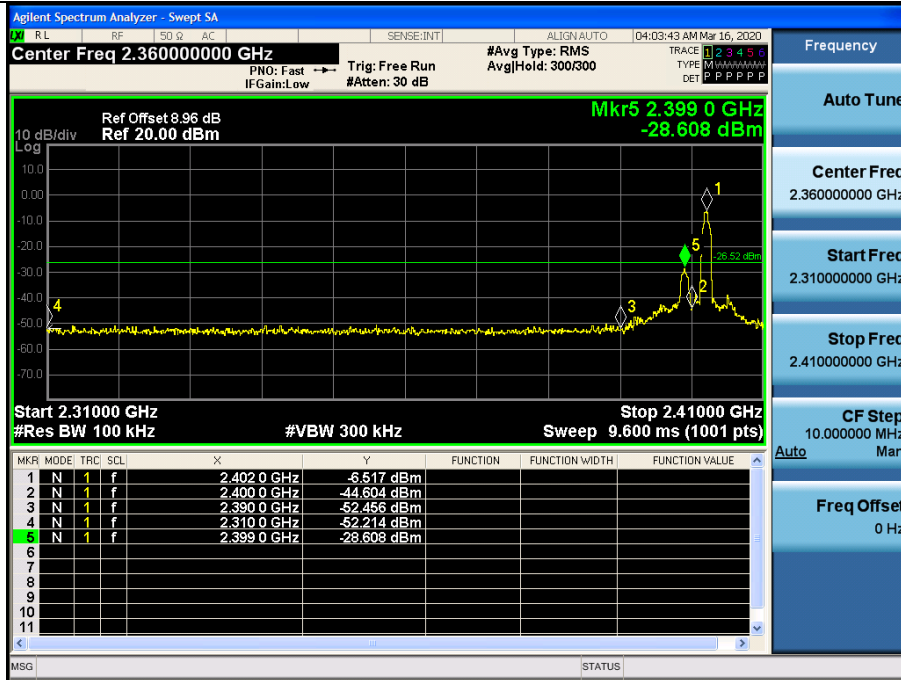 Agilent Spectrum Analyzer - Swept SA
LXI RL RF 50 Ω AC SENSE:INT ALIGN AUTO 04:03:43 AM Mar 16, 2020
Center Freq 2.360000000 GHz
PNO: Fast
IFGain:Low
Trig: Free Run
#Atten: 30 dB
#Avg Type: RMS
Avg|Hold: 300/300
TRACE 1 2 3 4 5 6
TYPE M W W W W W
DET P P P P P P
Mkr5 2.399 0 GHz
-28.608 dBm
Ref Offset 8.96 dB
10 dB/div Ref 20.00 dBm
Log
10.0
0.00
-10.0
-20.0
-30.0
-40.0
-50.0
-60.0
-70.0
1
5
-26.52 dBm
2
3
4
Start 2.31000 GHz Stop 2.41000 GHz
#Res BW 100 kHz #VBW 300 kHz Sweep 9.600 ms (1001 pts)
MKR MODE TRC SCL X Y FUNCTION FUNCTION WIDTH FUNCTION VALUE
1 N 1 f 2.402 0 GHz -6.517 dBm
2 N 1 f 2.400 0 GHz -44.604 dBm
3 N 1 f 2.390 0 GHz -52.456 dBm
4 N 1 f 2.310 0 GHz -52.214 dBm
5 N 1 f 2.399 0 GHz -28.608 dBm
6
7
8
9
10
11
MSG STATUS
Frequency
Auto Tune
Center Freq
2.360000000 GHz
Start Freq
2.310000000 GHz
Stop Freq
2.410000000 GHz
CF Step
10.000000 MHz
Auto Man
Freq Offset
0 Hz